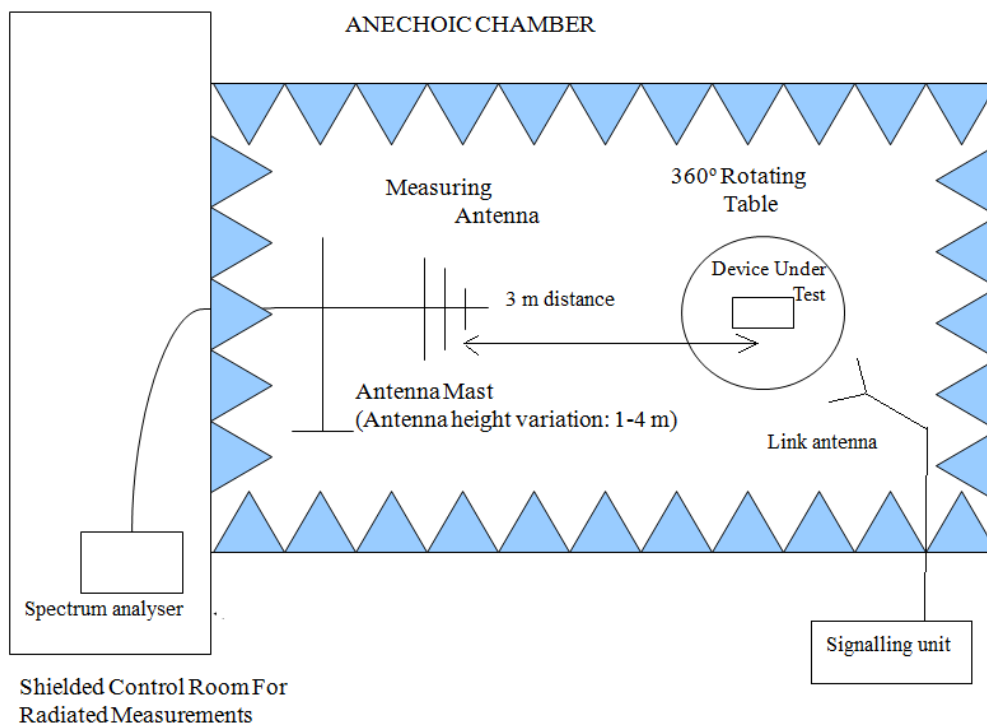 ANECHOIC CHAMBER
360º Rotating
Table
Measuring
Antenna
Device Under
Test
3 m distance
Antenna Mast
(Antenna height variation: 1-4 m)
Link antenna
Spectrum analyser
Signalling unit
Shielded Control Room For
Radiated Measurements